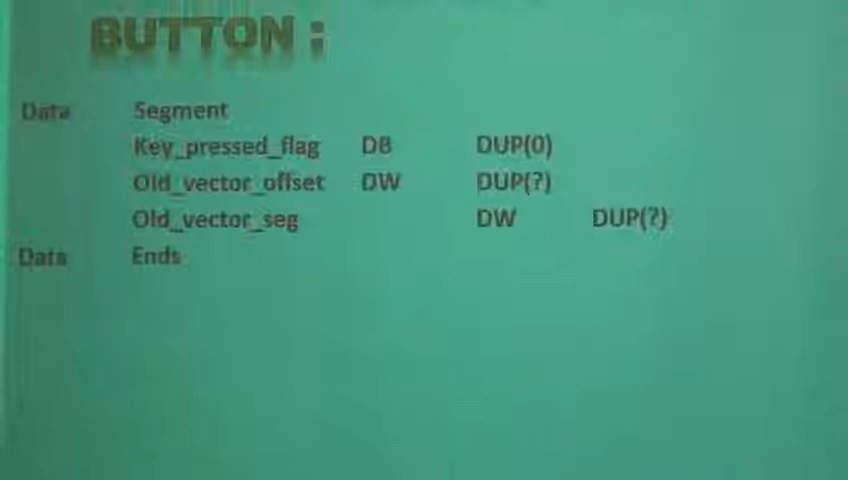 BUTTON :
Data Segment
Key_pressed_flag DB DUP(0)
Old_vector_offset DW DUP(?)
Old_vector_seg DW DUP(?)
Data Ends